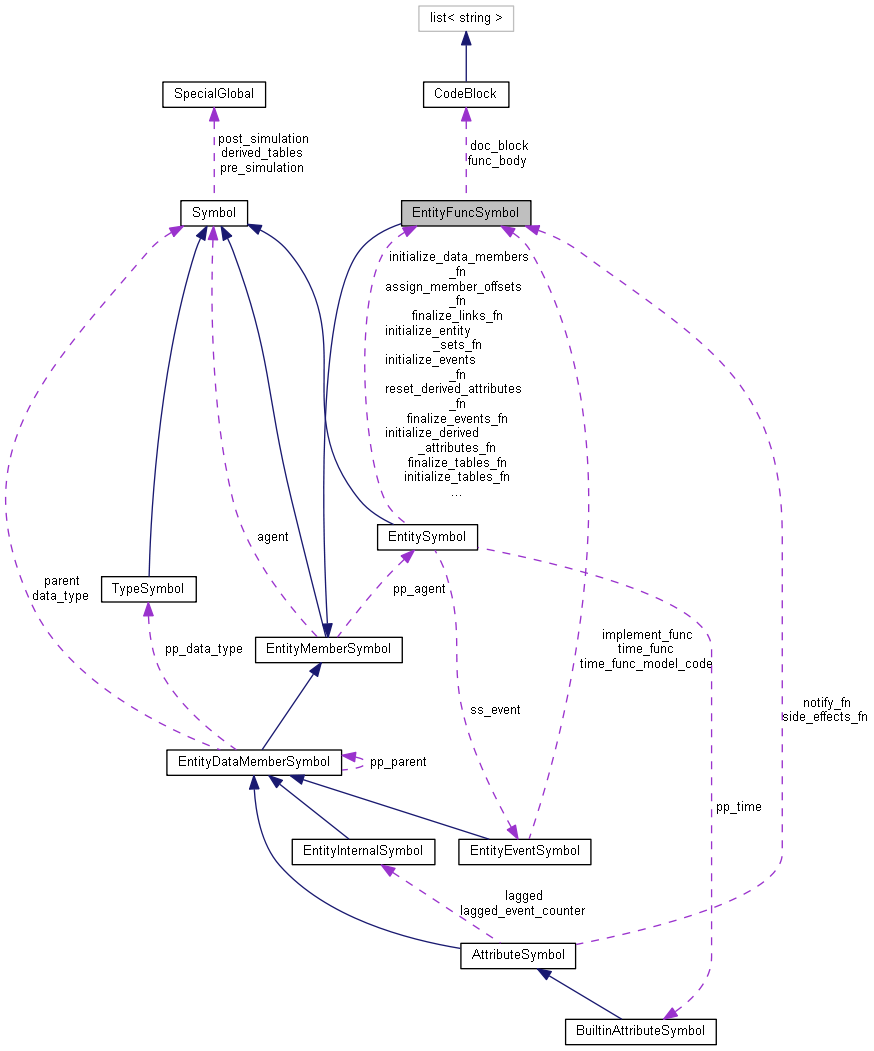 list< string >
SpecialGlobal
CodeBlock
post_simulation
derived_tables
pre_simulation
doc_block
func_body
Symbol
EntityFuncSymbol
initialize_data_members
_fn
assign_member_offsets
_fn
finalize_links_fn
initialize_entity
_sets_fn
initialize_events
_fn
reset_derived_attributes
_fn
finalize_events_fn
initialize_derived
_attributes_fn
finalize_tables_fn
initialize_tables_fn
...
agent
EntitySymbol
parent
data_type
TypeSymbol
pp_agent
implement_func
time_func
time_func_model_code
pp_data_type
EntityMemberSymbol
ss_event
notify_fn
side_effects_fn
EntityDataMemberSymbol
pp_parent
pp_time
EntityInternalSymbol
EntityEventSymbol
lagged
lagged_event_counter
AttributeSymbol
BuiltinAttributeSymbol